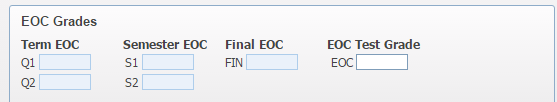 EOC Grades
Term EOC Semester EOC Final EOC EOC Test Grade
Q1 S1 FIN EOC
Q2 S2